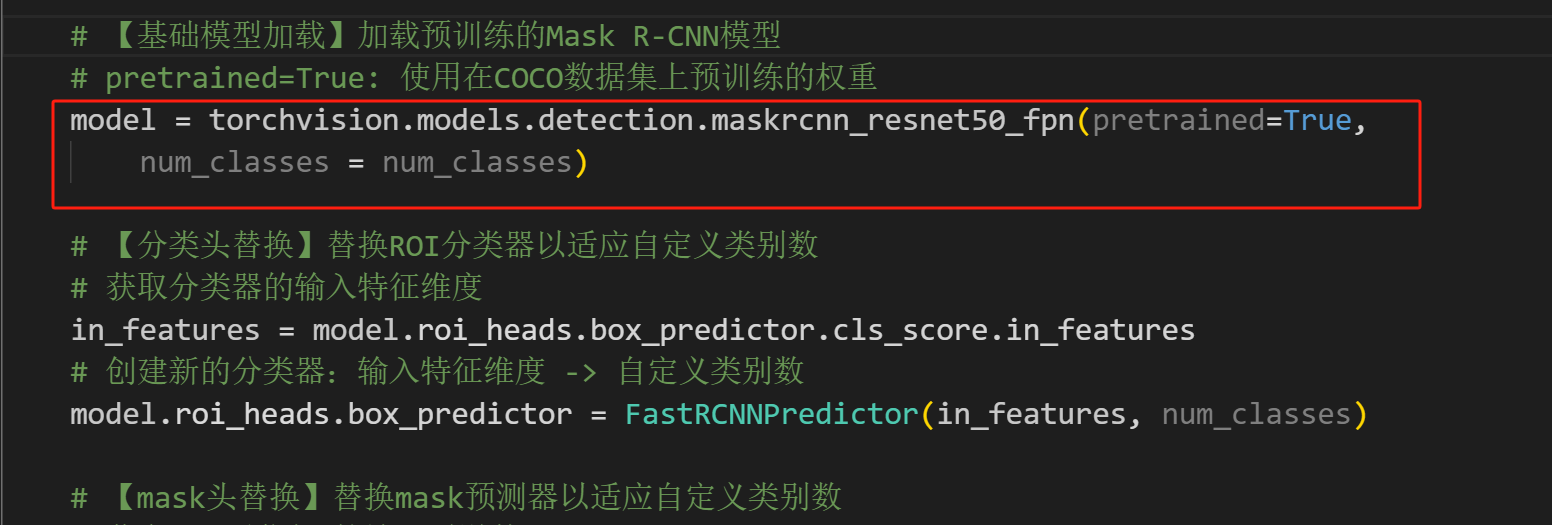 # 【基础模型加载】加载预训练的Mask R-CNN模型
# pretrained=True: 使用在COCO数据集上预训练的权重
model = torchvision.models.detection.maskrcnn_resnet50_fpn(pretrained=True,
num_classes = num_classes)
# 【分类头替换】替换ROI分类器以适应自定义类别数
# 获取分类器的输入特征维度
in_features = model.roi_heads.box_predictor.cls_score.in_features
# 创建新的分类器：输入特征维度 -> 自定义类别数
model.roi_heads.box_predictor = FastRCNNPredictor(in_features, num_classes)
# 【mask头替换】替换mask预测器以适应自定义类别数